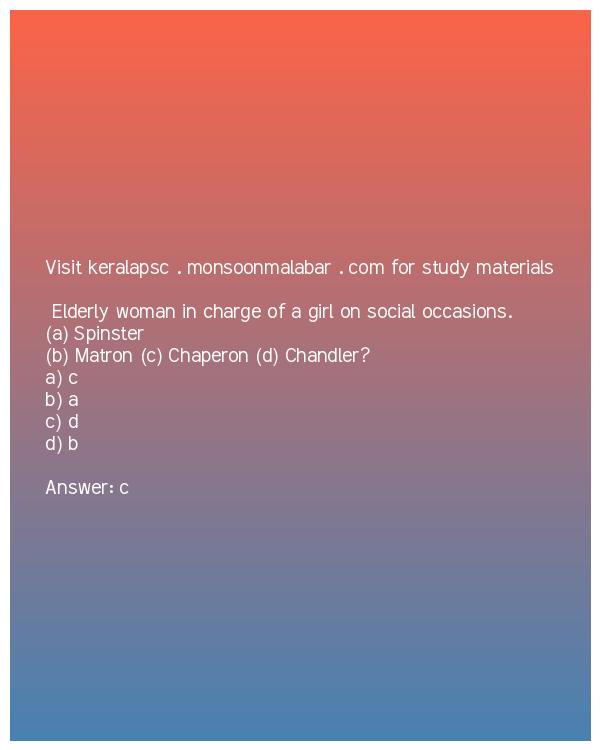 Visit keralapsc . monsoonmalabar . com for study materials
Elderly woman in charge of a girl on social occasions.
(a) Spinster
(b) Matron (c) Chaperon (d) Chandler?
a) c
b) a
c) d
d) b
Answer: c